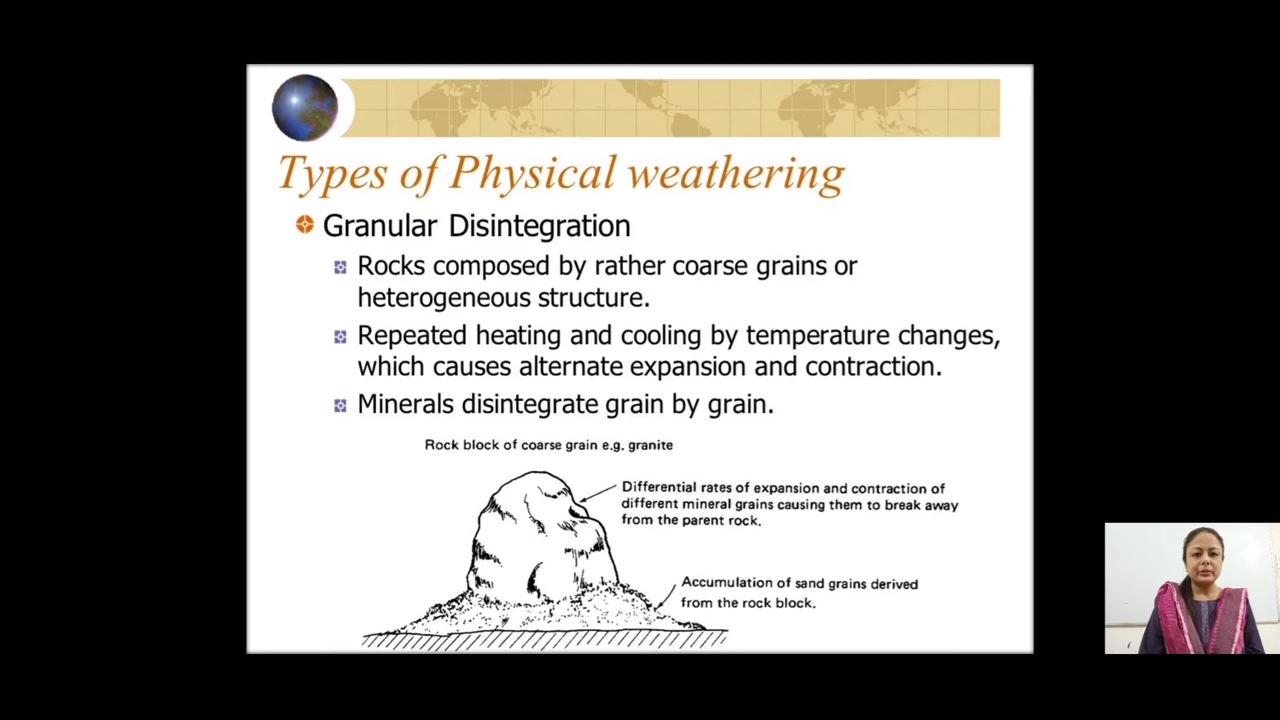 Types of Physical weathering
Granular Disintegration
Rocks composed by rather coarse grains or
heterogeneous structure.
Repeated heating and cooling by temperature changes,
which causes alternate expansion and contraction.
Minerals disintegrate grain by grain.
Rock block of coarse grain e.g. granite
Differential rates of expansion and contraction of
different mineral grains causing them to break away
from the parent rock.
Accumulation of sand grains derived
from the rock block.